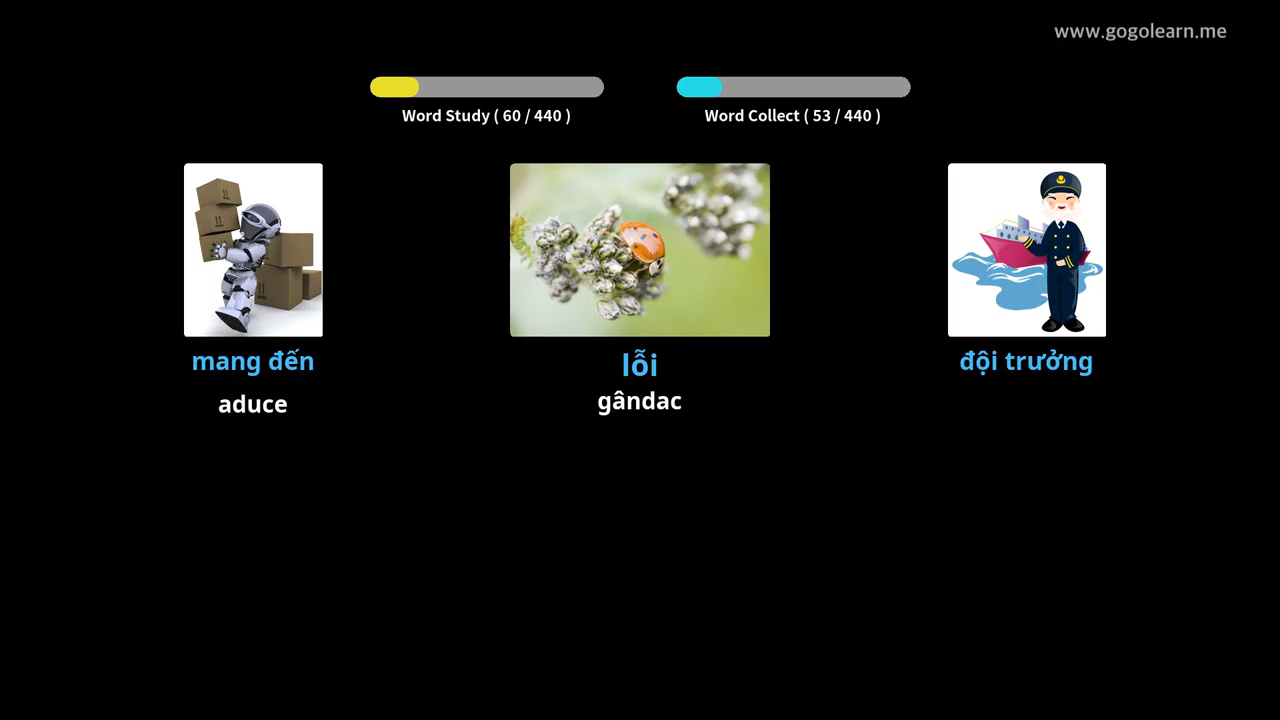 www.gogolearn.me
Word Study ( 60 / 440 )
Word Collect ( 53 / 440 )
mang đến
lỗi
đội trưởng
aduce
gândac